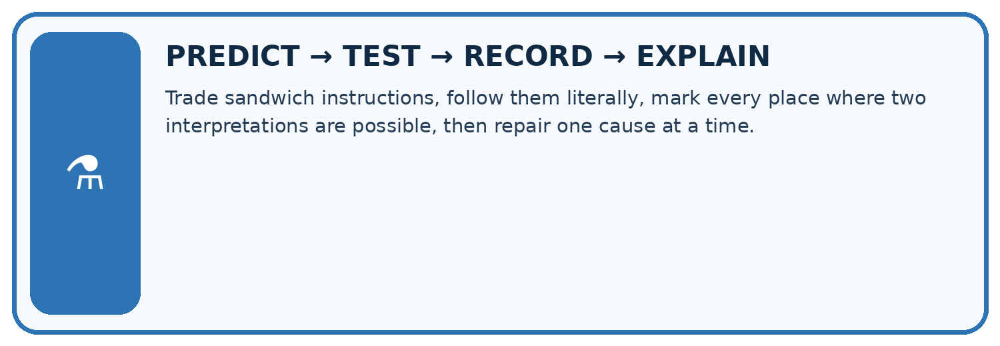 PREDICT → TEST → RECORD → EXPLAIN
Trade sandwich instructions, follow them literally, mark every place where two
interpretations are possible, then repair one cause at a time.